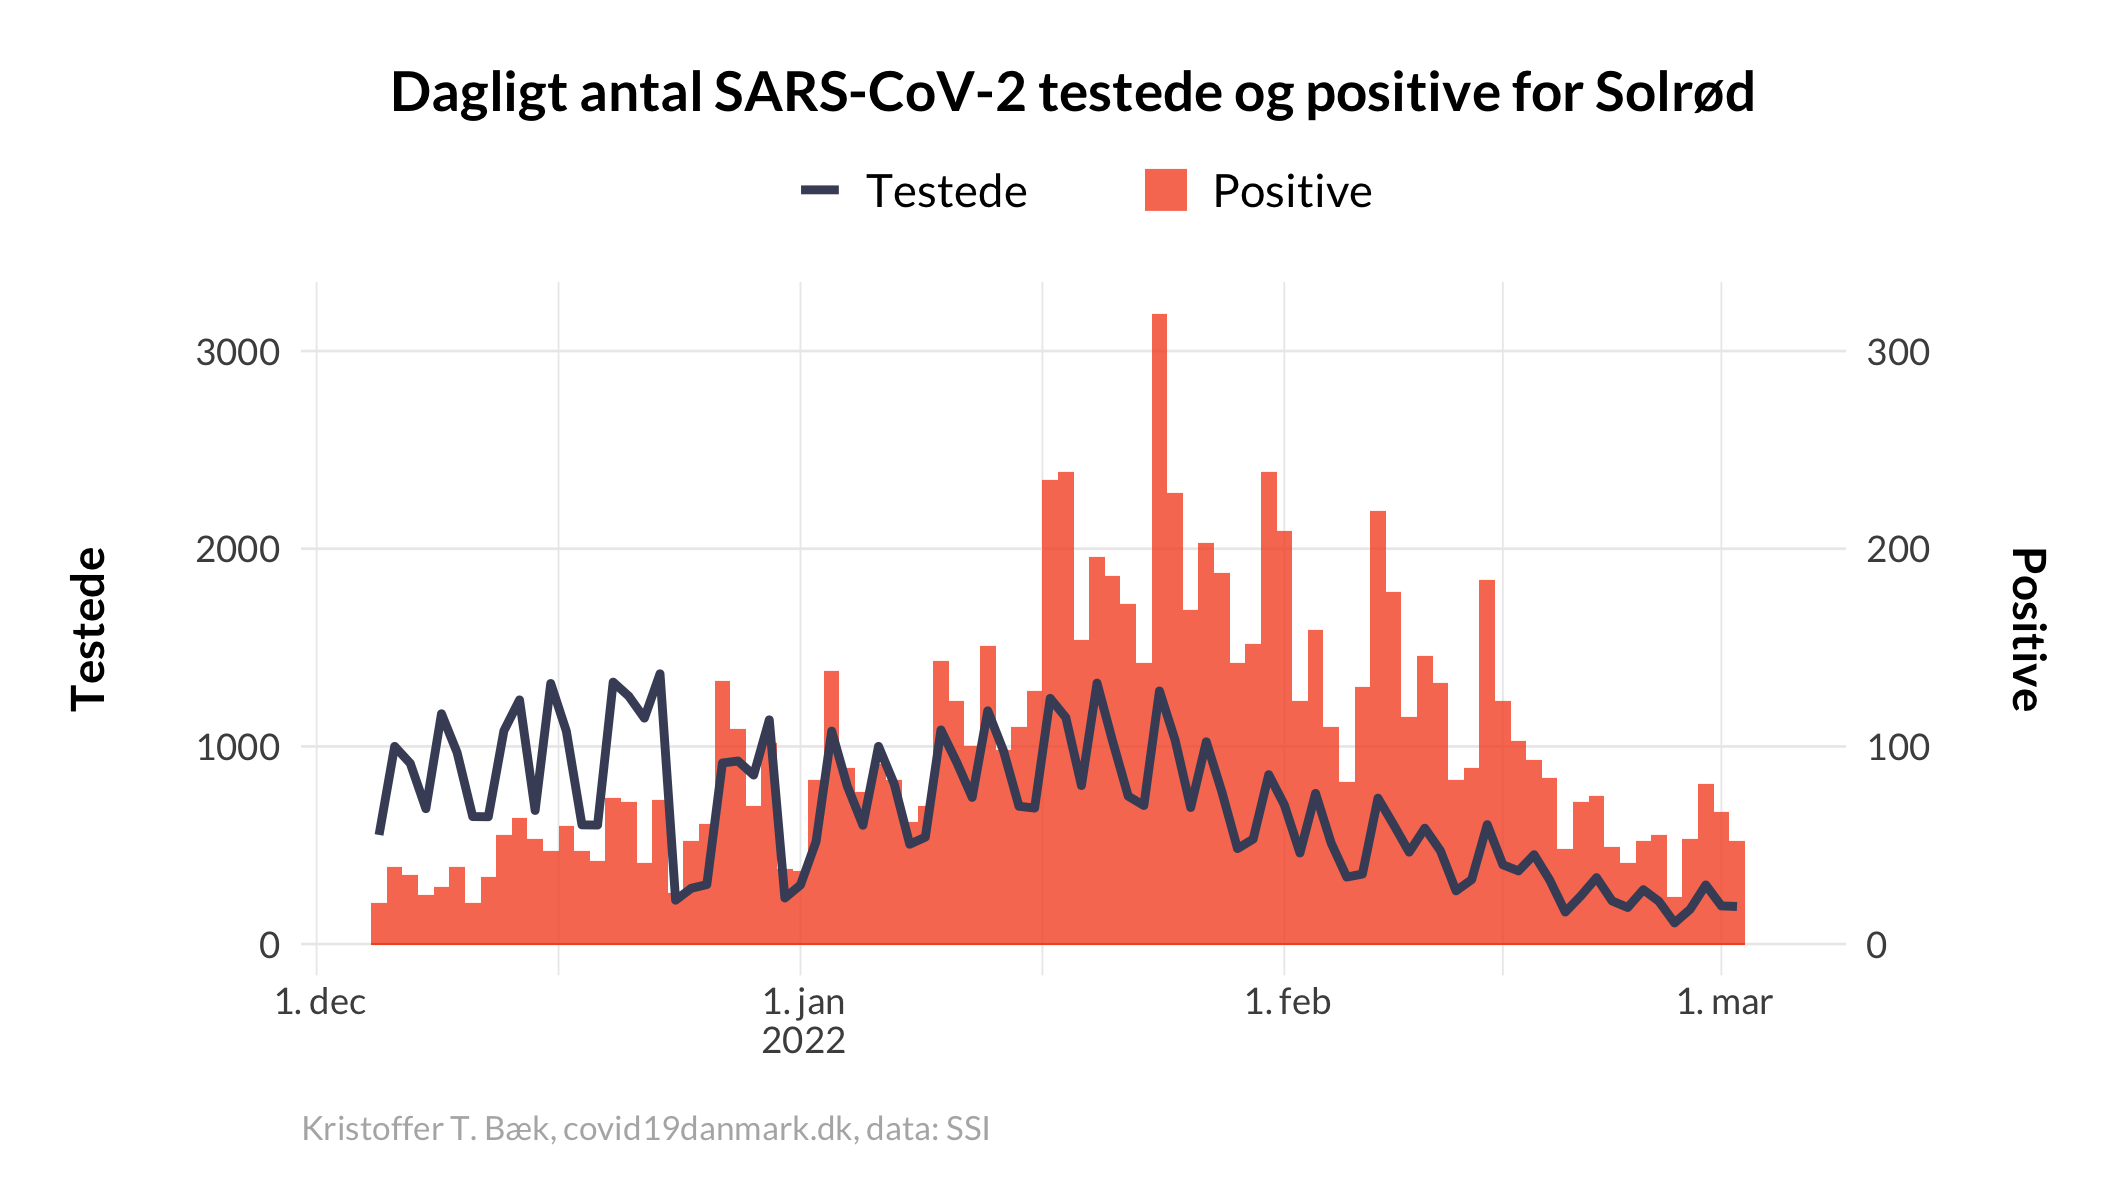 Dagligt antal SARS-CoV-2 testede og positive for Solrød
Testede
Positive
3000
2000
1000
0
300
200
100
0
Testede
Positive
1. dec
1. jan
2022
1. feb
1. mar
Kristoffer T. Bæk, covid19danmark.dk, data: SSI